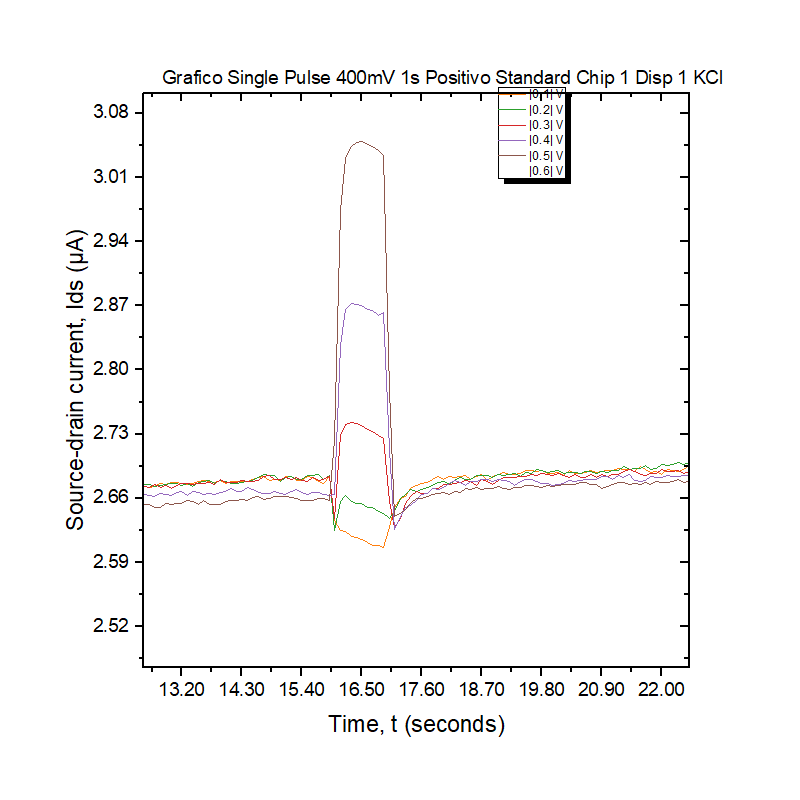 Grafico Single Pulse 400mV 1s Positivo Standard Chip 1 Disp 1 KCl
|0.1| V
|0.2| V
|0.3| V
|0.4| V
|0.5| V
|0.6| V
3.08
3.01
2.94
2.87
2.80
2.73
2.66
2.59
2.52
Source-drain current, Ids (µA)
13.20 14.30 15.40 16.50 17.60 18.70 19.80 20.90 22.00
Time, t (seconds)